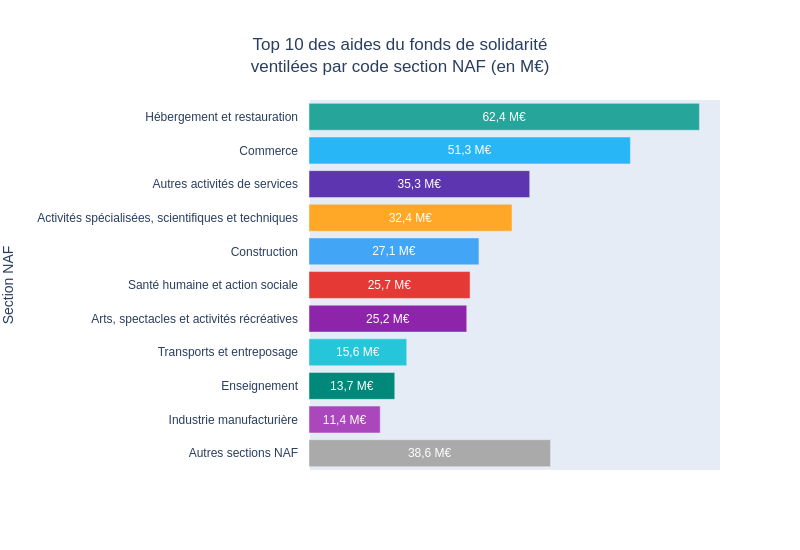 Top 10 des aides du fonds de solidarité
ventilées par code section NAF (en M€)
Section NAF
Hébergement et restauration 62,4 M€
Commerce 51,3 M€
Autres activités de services 35,3 M€
Activités spécialisées, scientifiques et techniques 32,4 M€
Construction 27,1 M€
Santé humaine et action sociale 25,7 M€
Arts, spectacles et activités récréatives 25,2 M€
Transports et entreposage 15,6 M€
Enseignement 13,7 M€
Industrie manufacturière 11,4 M€
Autres sections NAF 38,6 M€